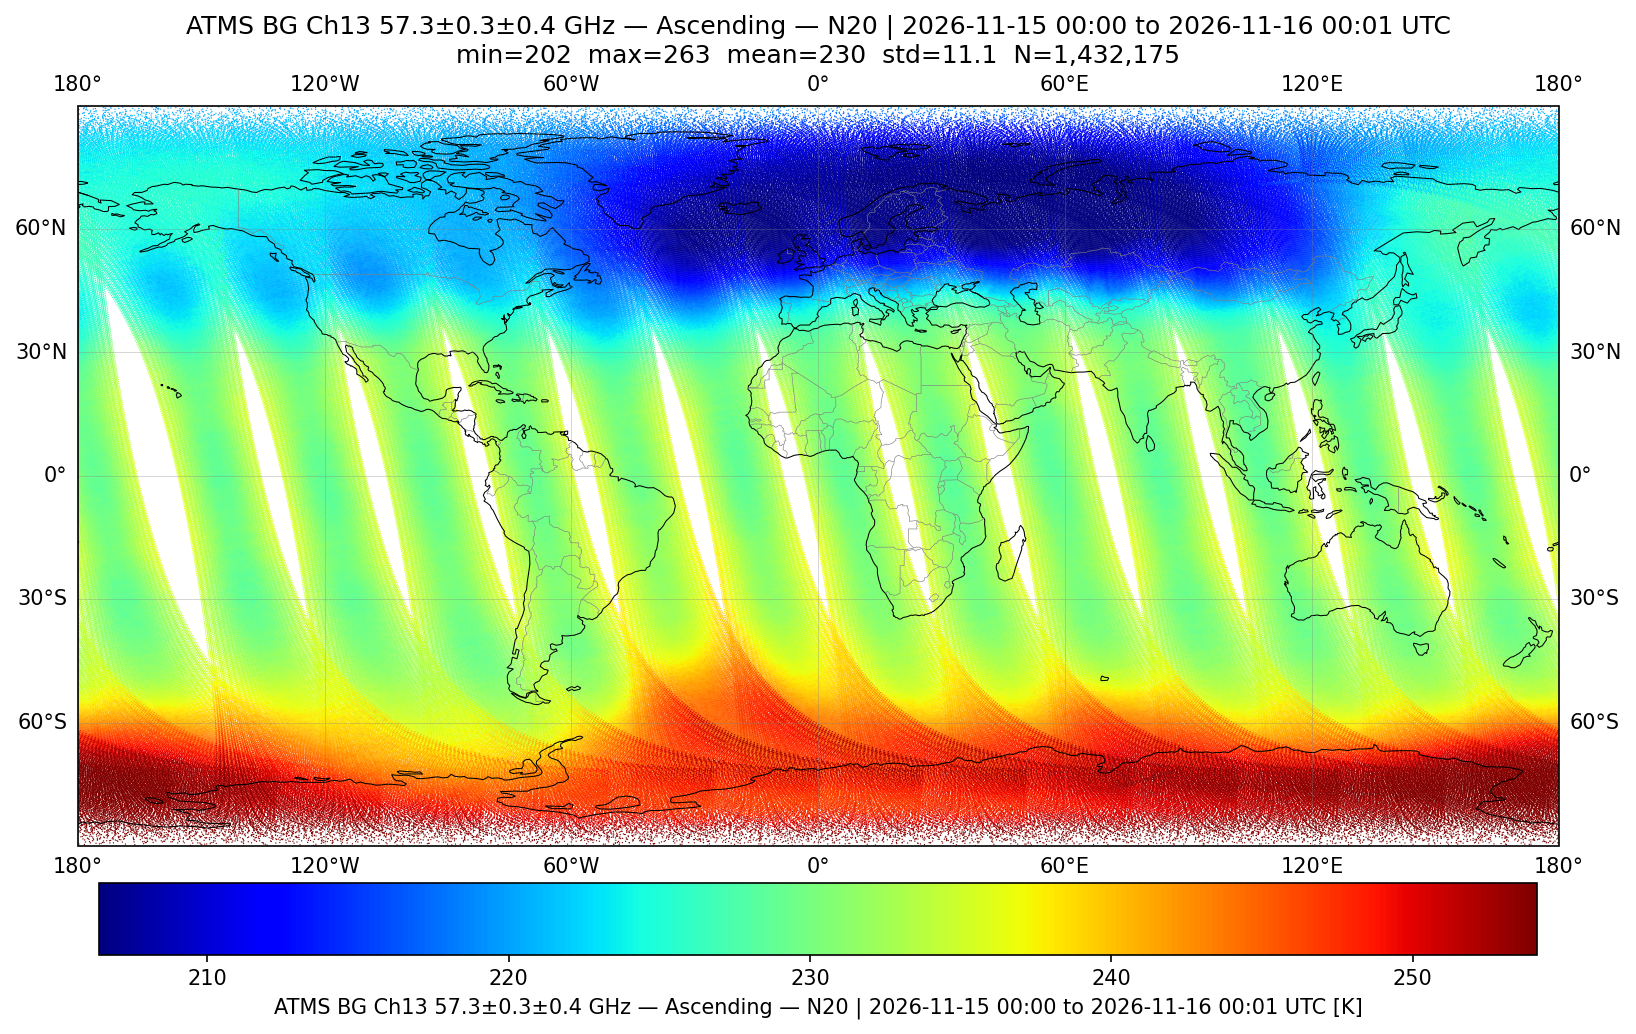 ATMS BG Ch13 57.3±0.3±0.4 GHz — Ascending — N20 | 2026-11-15 00:00 to 2026-11-16 00:01 UTC
min=202 max=263 mean=230 std=11.1 N=1,432,175
180° 120°W 60°W 0° 60°E 120°E 180°
60°N 60°N
30°N 30°N
0° 0°
30°S 30°S
60°S 60°S
180° 120°W 60°W 0° 60°E 120°E 180°
210 220 230 240 250
ATMS BG Ch13 57.3±0.3±0.4 GHz — Ascending — N20 | 2026-11-15 00:00 to 2026-11-16 00:01 UTC [K]